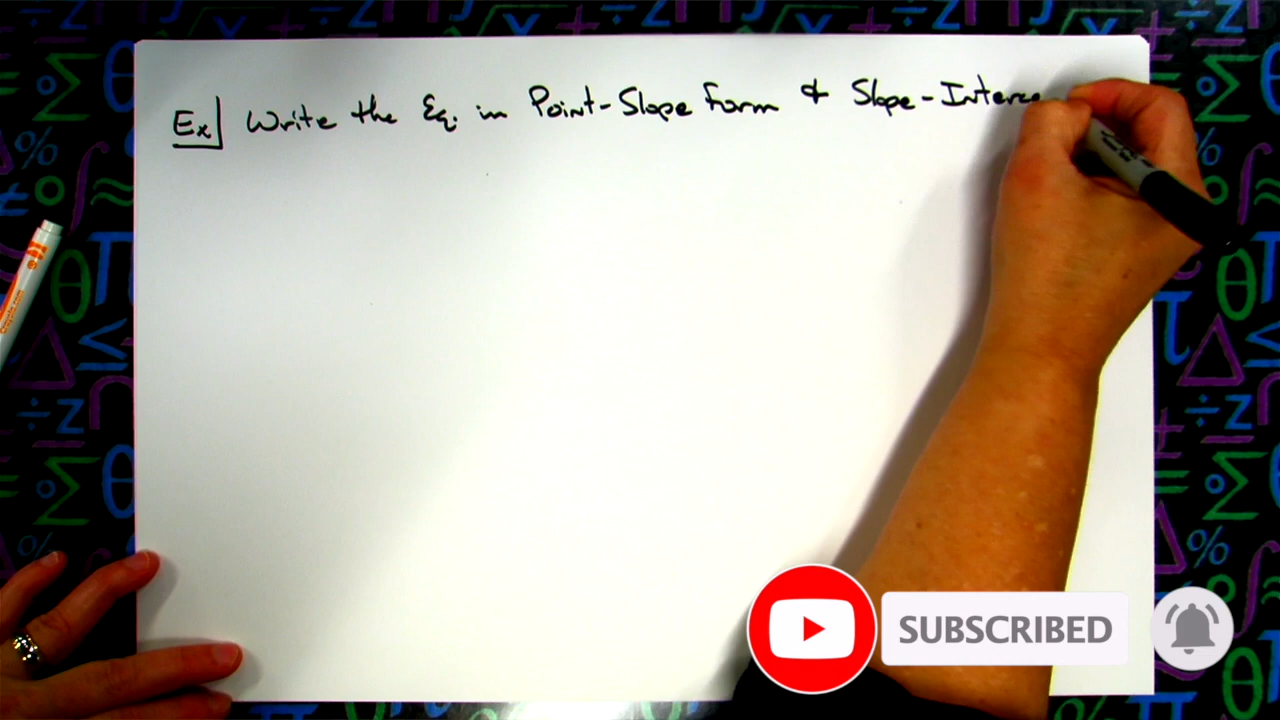 Ex Write the Eq. in Point-Slope Form & Slope-Interce
SUBSCRIBED